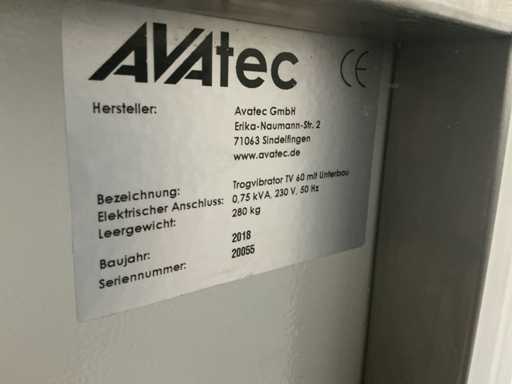 AVAtec CE
Hersteller: Avatec GmbH
Erika-Naumann-Str. 2
71063 Sindelfingen
www.avatec.de
Bezeichnung: Trogvibrator TV 60 mit Unterbau
Elektrischer Anschluss: 0,75 kVA, 230 V, 50 Hz
Leergewicht: 280 kg
Baujahr: 2018
Seriennummer: 20055